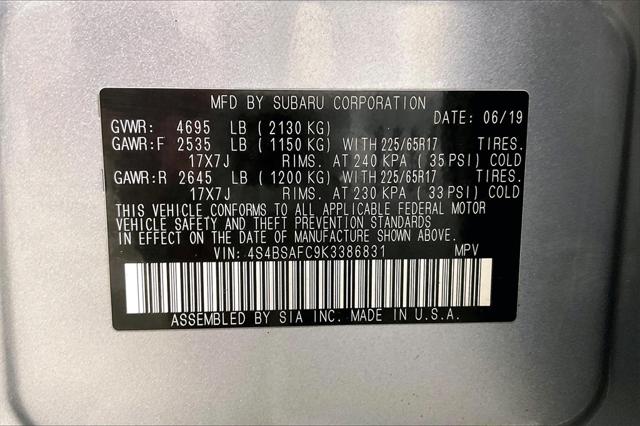 MFD BY SUBARU CORPORATION
DATE: 06/19
GVWR: 4695 LB ( 2130 KG)
GAWR:F 2535 LB ( 1150 KG) WITH 225/65R17 TIRES.
17X7J RIMS. AT 240 KPA ( 35 PSI) COLD
GAWR:R 2645 LB ( 1200 KG) WITH 225/65R17 TIRES.
17X7J RIMS. AT 230 KPA ( 33 PSI) COLD
THIS VEHICLE CONFORMS TO ALL APPLICABLE FEDERAL MOTOR
VEHICLE SAFETY AND THEFT PREVENTION STANDARDS
IN EFFECT ON THE DATE OF MANUFACTURE SHOWN ABOVE.
VIN: 4S4BSAFC9K3386831 MPV
ASSEMBLED BY SIA INC. MADE IN U.S.A.